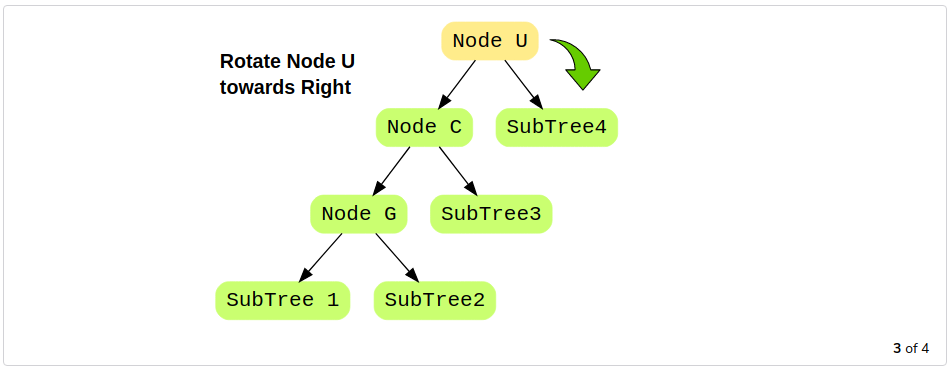 Node U
Rotate Node U
towards Right
Node C
SubTree4
Node G
SubTree3
SubTree 1
SubTree2
3 of 4